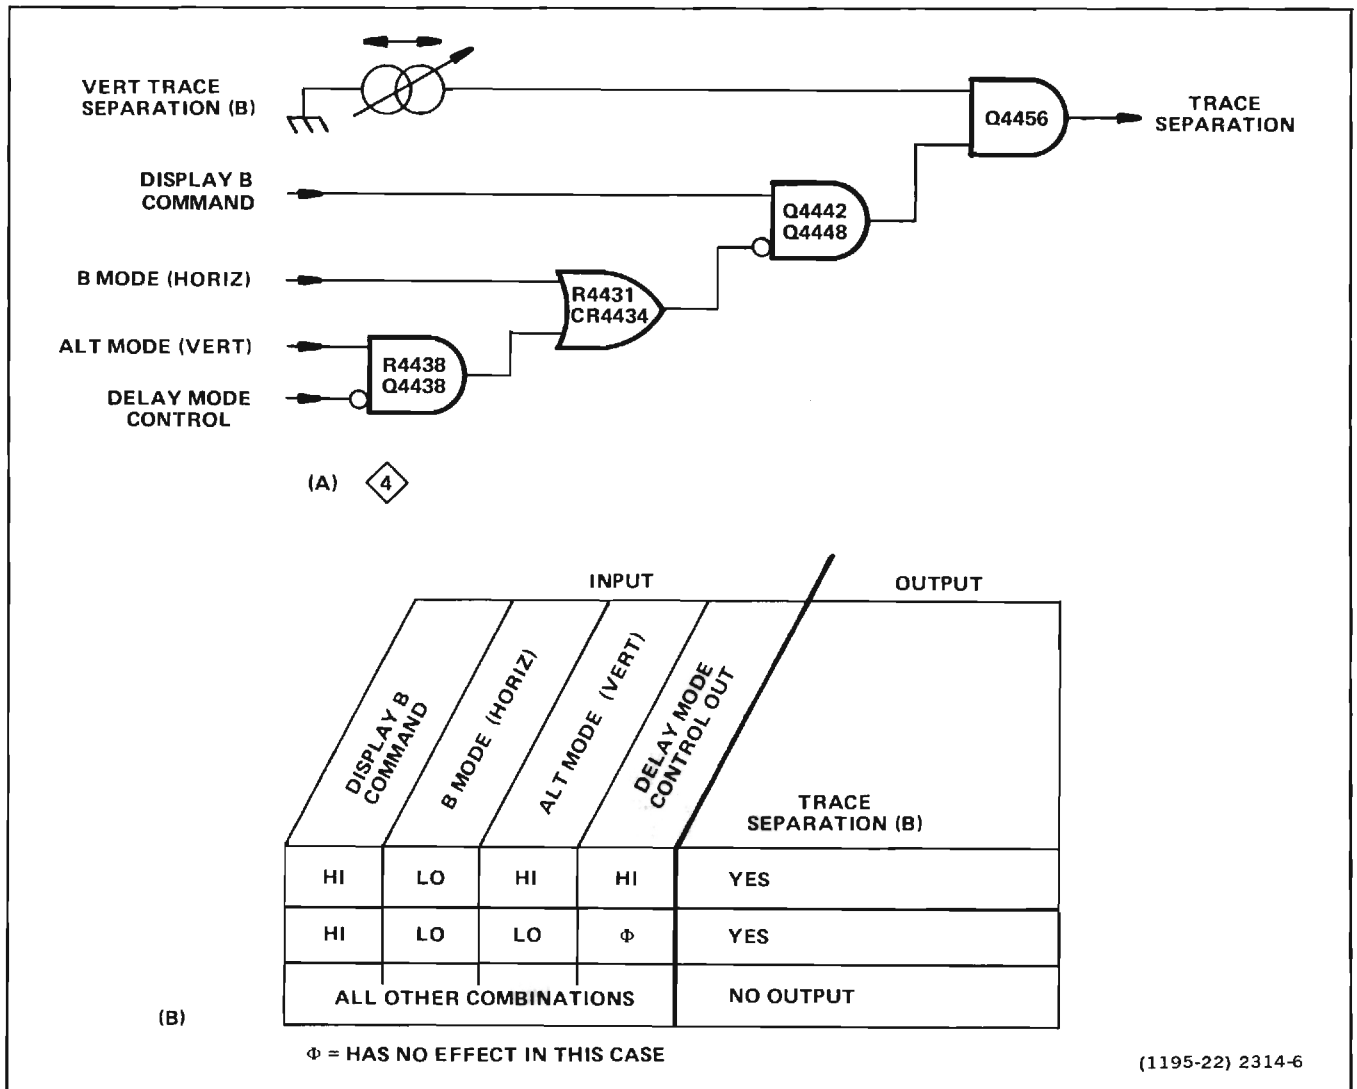 VERT TRACE
SEPARATION (B)
Q4456
TRACE
SEPARATION
DISPLAY B
COMMAND
Q4442
Q4448
B MODE (HORIZ)
R4431
CR4434
ALT MODE (VERT)
R4438
Q4438
DELAY MODE
CONTROL
(A) 4
INPUT
OUTPUT
DISPLAY B
COMMAND
B MODE (HORIZ)
ALT MODE (VERT)
DELAY MODE
CONTROL OUT
TRACE
SEPARATION (B)
HI LO HI HI YES
HI LO LO Φ YES
ALL OTHER COMBINATIONS NO OUTPUT
(B)
Φ = HAS NO EFFECT IN THIS CASE
(1195-22) 2314-6